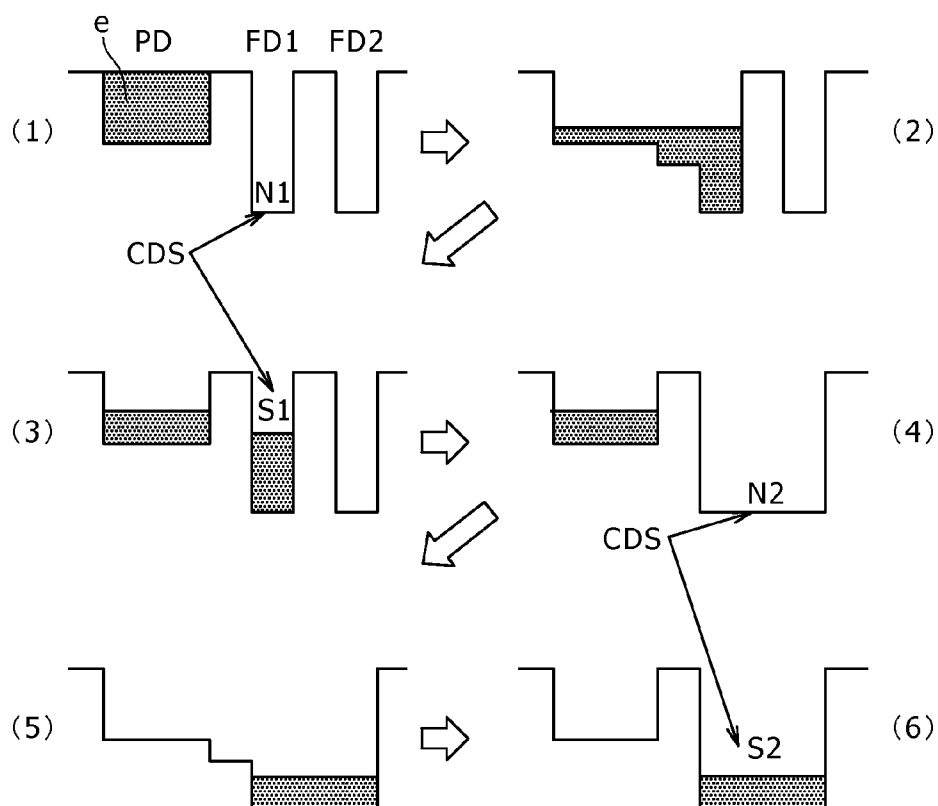 e PD FD1 FD2
(1) (2)
N1
CDS
S1
(3) (4)
N2
CDS
(5) (6)
S2